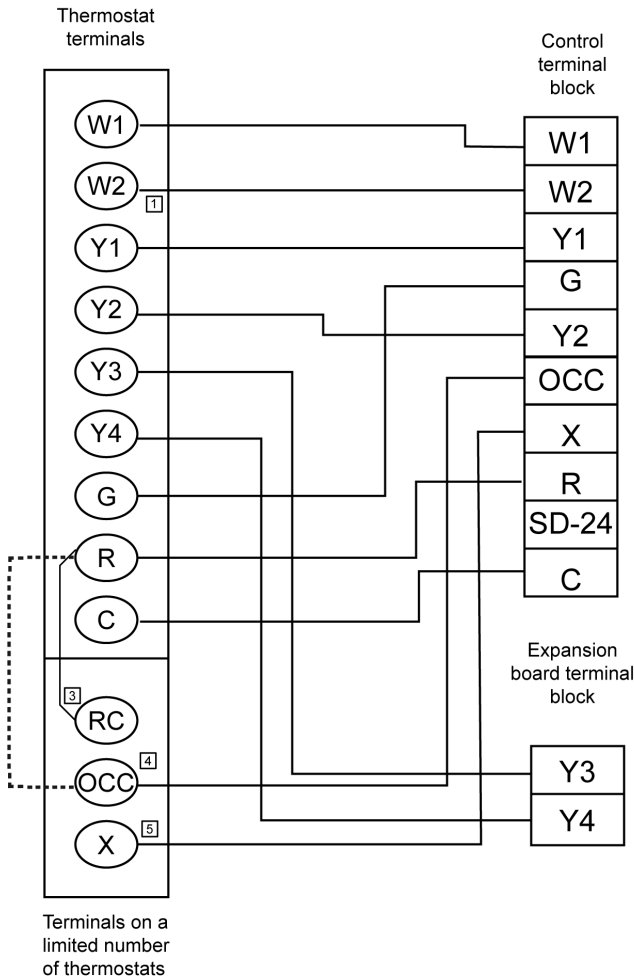 Thermostat
terminals
W1
W2
1
Y1
Y2
Y3
Y4
G
R
C
3
RC
4
OCC
5
X
Terminals on a
limited number
of thermostats
Control
terminal
block
W1
W2
Y1
G
Y2
OCC
X
R
SD-24
C
Expansion
board terminal
block
Y3
Y4